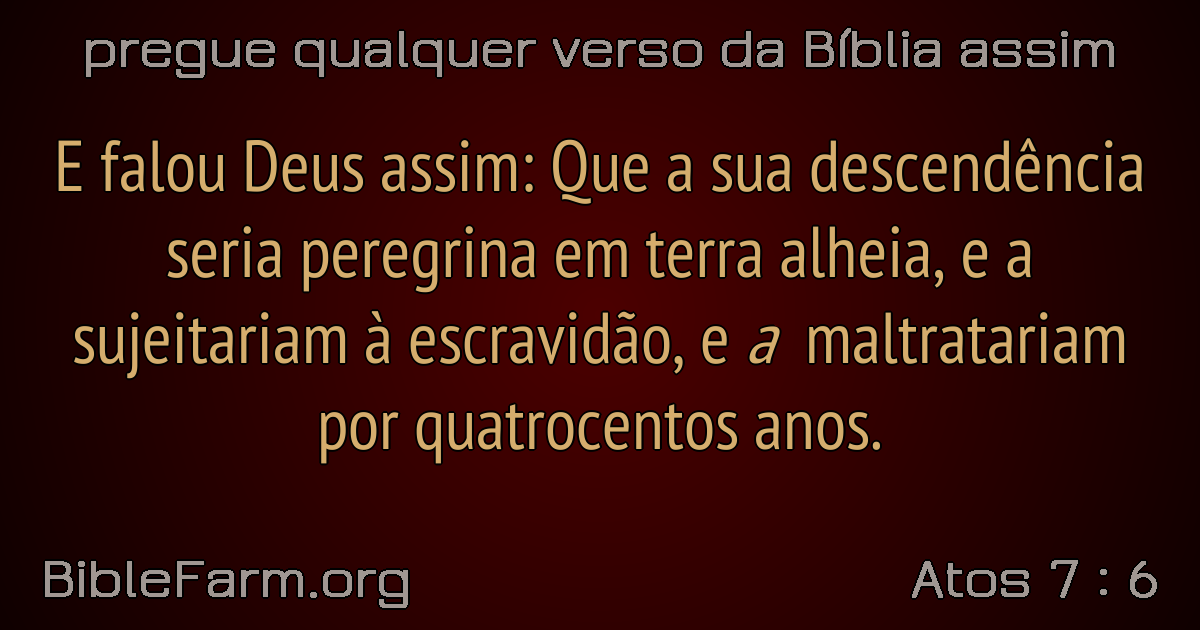 pregue qualquer verso da Bíblia assim
E falou Deus assim: Que a sua descendência
seria peregrina em terra alheia, e a
sujeitariam à escravidão, e a maltratariam
por quatrocentos anos.
BibleFarm.org
Atos 7 : 6